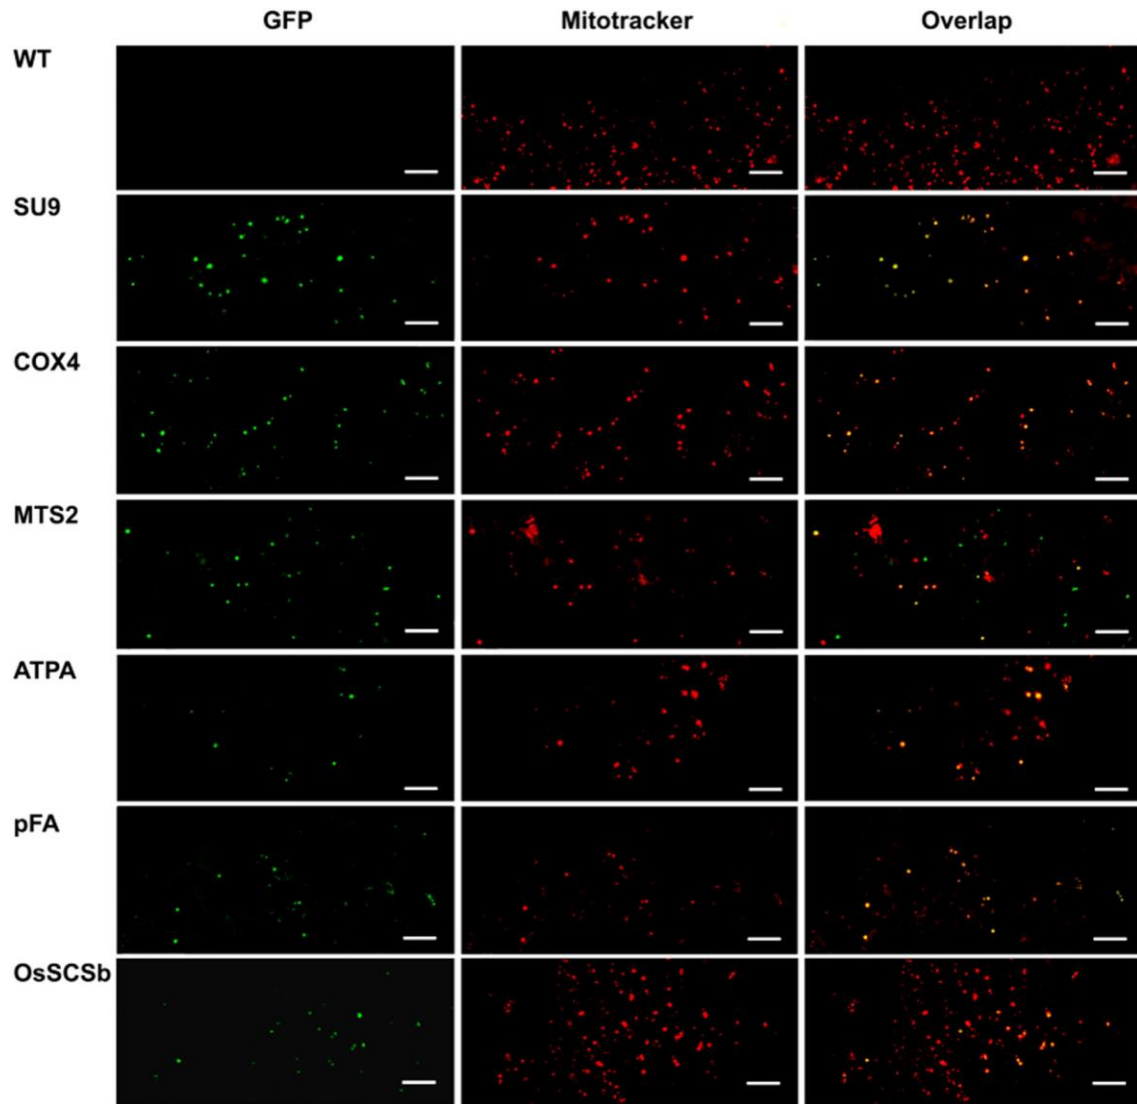 GFP Mitotracker Overlap
WT
SU9
COX4
MTS2
ATPA
pFA
OsSCSb